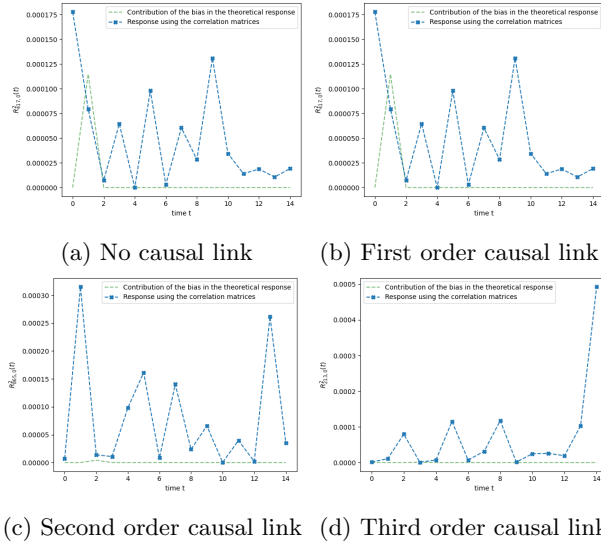 Contribution of the bias in the theoretical response
Response using the correlation matrices
0.000175
0.000150
0.000125
0.000100
0.000075
0.000050
0.000025
0.000000
0 2 4 6 8 10 12 14
time t
(a) No causal link
Contribution of the bias in the theoretical response
Response using the correlation matrices
0.000175
0.000150
0.000125
0.000100
0.000075
0.000050
0.000025
0.000000
0 2 4 6 8 10 12 14
time t
(b) First order causal link
Contribution of the bias in the theoretical response
Response using the correlation matrices
0.00030
0.00025
0.00020
0.00015
0.00010
0.00005
0.00000
0 2 4 6 8 10 12 14
time t
(c) Second order causal link
Contribution of the bias in the theoretical response
Response using the correlation matrices
0.0005
0.0004
0.0003
0.0002
0.0001
0.0000
0 2 4 6 8 10 12 14
time t
(d) Third order causal link